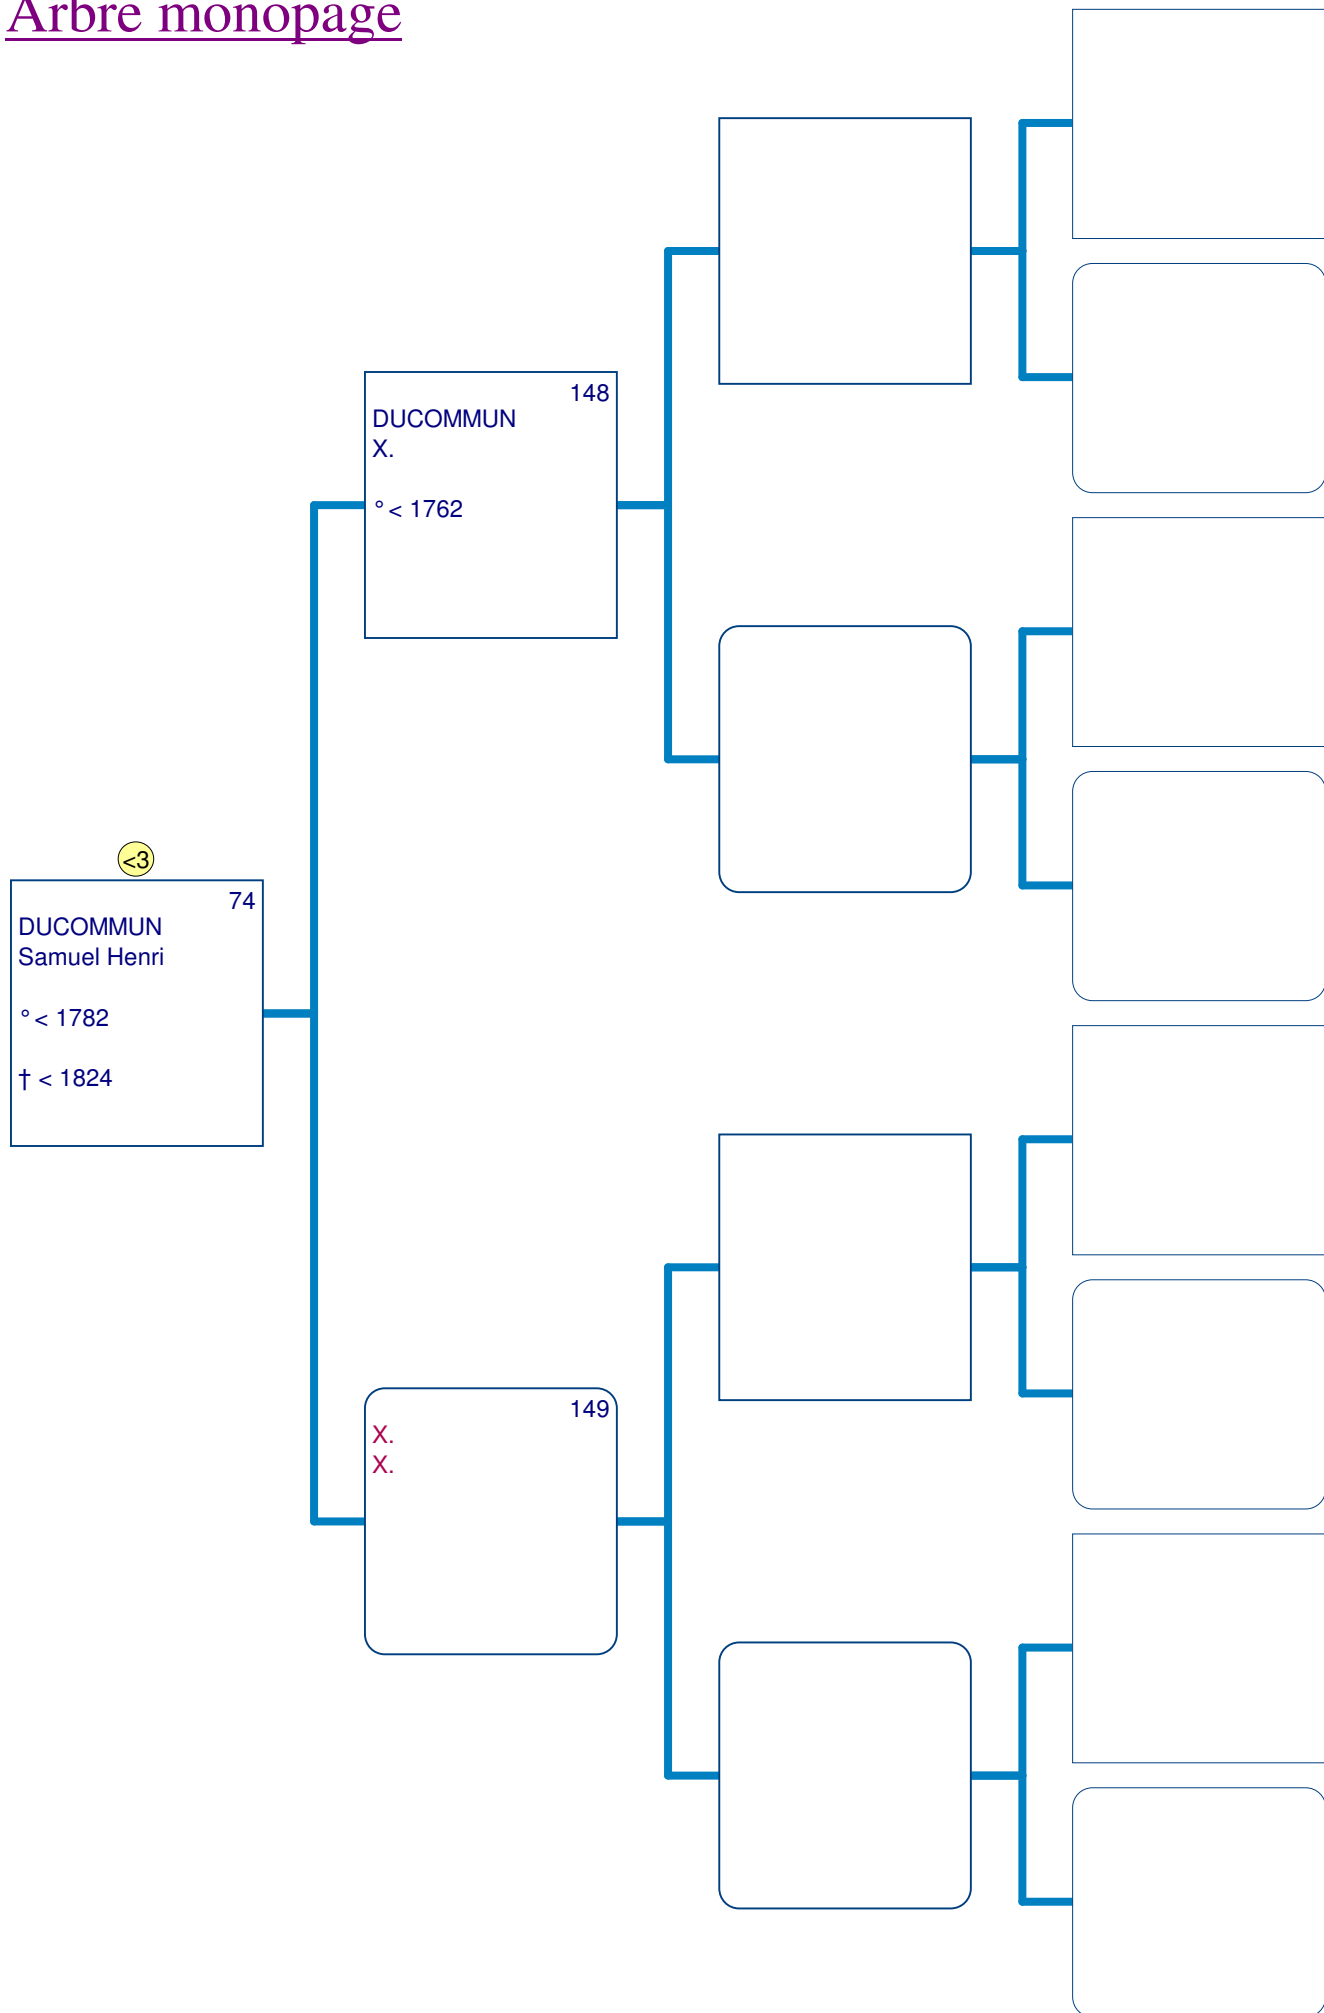 Arbre monopage
148
DUCOMMUN
X.
° < 1762
<3
74
DUCOMMUN
Samuel Henri
° < 1782
† < 1824
149
X.
X.